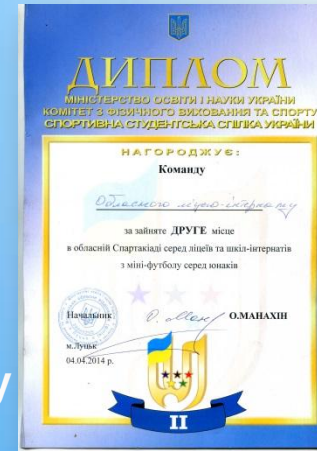 ДИПЛОМ
МІНІСТЕРСТВО ОСВІТИ І НАУКИ УКРАЇНИ
КОМІТЕТ З ФІЗИЧНОГО ВИХОВАННЯ ТА СПОРТУ
СПОРТИВНА СТУДЕНТСЬКА СПІЛКА УКРАЇНИ
НАГОРОДЖУЄ:
Команду
Обласного ліцею-інтернату
за зайняте ДРУГЕ місце
в обласній Спартакіаді серед ліцеїв та шкіл-інтернатів
з міні-футболу серед юнаків
Начальник О.МАНАХІН
м.Луцьк
04.04.2014 р.
II
у